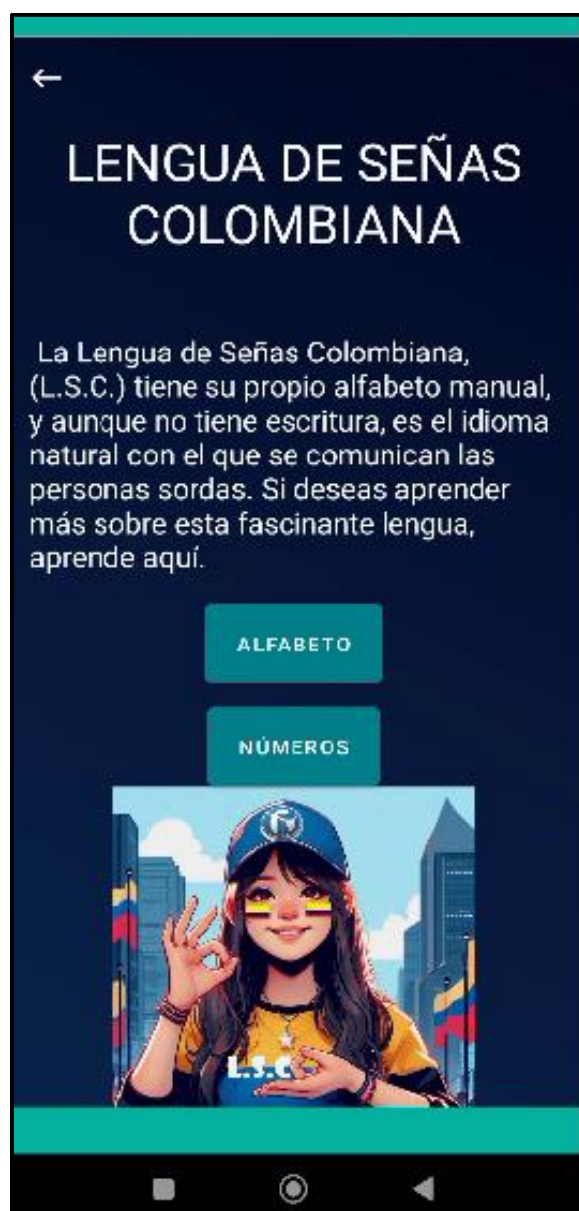 LENGUA DE SEÑAS
COLOMBIANA
La Lengua de Señas Colombiana,
(L.S.C.) tiene su propio alfabeto manual,
y aunque no tiene escritura, es el idioma
natural con el que se comunican las
personas sordas. Si deseas aprender
más sobre esta fascinante lengua,
aprende aquí.
ALFABETO
NÚMEROS
L.S.C